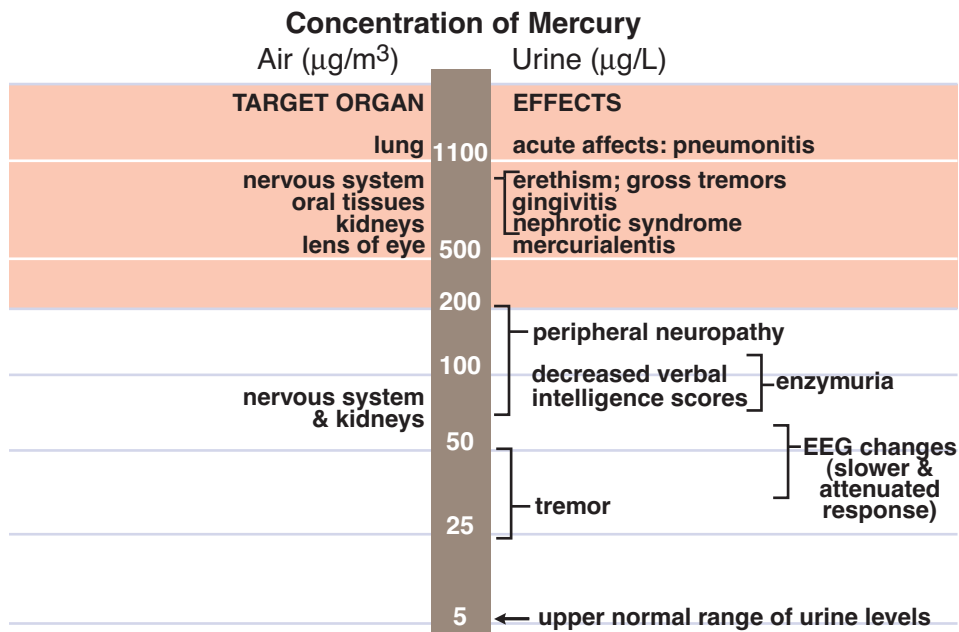 Concentration of Mercury
Air (µg/m³) Urine (µg/L)
TARGET ORGAN EFFECTS
lung 1100 acute affects: pneumonitis
nervous system erethism; gross tremors
oral tissues gingivitis
kidneys nephrotic syndrome
lens of eye 500 mercurialentis
200
peripheral neuropathy
100
decreased verbal enzymuria
intelligence scores
nervous system
& kidneys
50
EEG changes
(slower &
attenuated
response)
tremor
25
5 upper normal range of urine levels